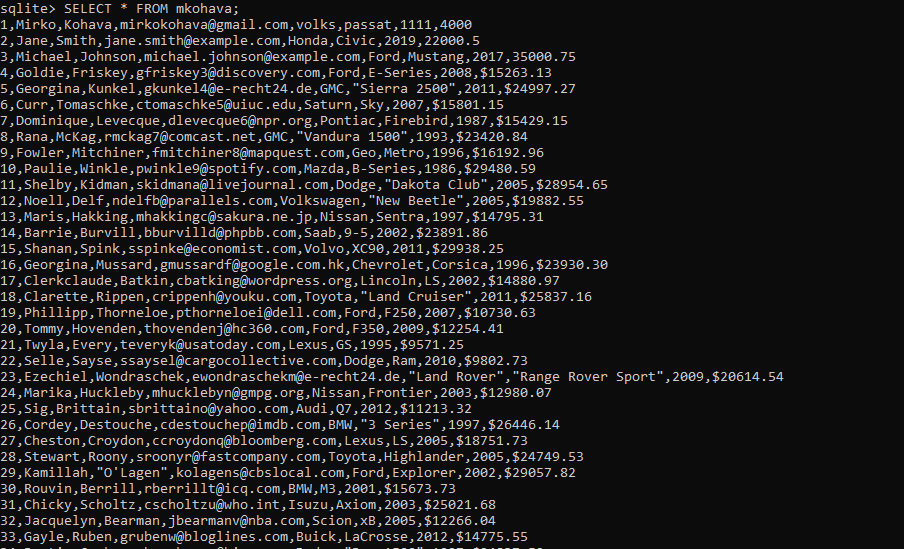 sqlite> SELECT * FROM mkohava;
1,Mirko,Kohava,mirkokohava@gmail.com,volks,passat,1111,4000
2,Jane,Smith,jane.smith@example.com,Honda,Civic,2019,22000.5
3,Michael,Johnson,michael.johnson@example.com,Ford,Mustang,2017,35000.75
4,Goldie,Friskey,gfriskey3@discovery.com,Ford,E-Series,2008,$15263.13
5,Georgina,Kunkel,gkunkel4@e-recht24.de,GMC,"Sierra 2500",2011,$24997.27
6,Curr,Tomaschke,ctomaschke5@uiuc.edu,Saturn,Sky,2007,$15801.15
7,Dominique,Levecque,dlevecque6@npr.org,Pontiac,Firebird,1987,$15429.15
8,Rana,McKag,rmckag7@comcast.net,GMC,"Vandura 1500",1993,$23420.84
9,Fowler,Mitchiner,fmitchiner8@mapquest.com,Geo,Metro,1996,$16192.96
10,Paulie,Winkle,pwinkle9@spotify.com,Mazda,B-Series,1986,$29480.59
11,Shelby,Kidman,skidmana@livejournal.com,Dodge,"Dakota Club",2005,$28954.65
12,Noell,Delf,ndelfb@parallels.com,Volkswagen,"New Beetle",2005,$19882.55
13,Maris,Hakking,mhakkingc@sakura.ne.jp,Nissan,Sentra,1997,$14795.31
14,Barrie,Burvill,bburvilld@phpbb.com,Saab,9-5,2002,$23891.86
15,Shanan,Spink,sspinke@economist.com,Volvo,XC90,2011,$29938.25
16,Georgina,Mussard,gmussardf@google.com.hk,Chevrolet,Corsica,1996,$23930.30
17,Clerkclaude,Batkin,cbatking@wordpress.org,Lincoln,LS,2002,$14880.97
18,Clarette,Rippen,crippenh@youku.com,Toyota,"Land Cruiser",2011,$25837.16
19,Phillipp,Thorneloe,pthorneloei@dell.com,Ford,F250,2007,$10730.63
20,Tommy,Hovenden,thovendenj@hc360.com,Ford,F350,2009,$12254.41
21,Twyla,Every,teveryk@usatoday.com,Lexus,GS,1995,$9571.25
22,Selle,Sayse,ssaysel@cargocollective.com,Dodge,Ram,2010,$9802.73
23,Ezechiel,Wondraschek,ewondraschekm@e-recht24.de,"Land Rover","Range Rover Sport",2009,$20614.54
24,Marika,Huckleby,mhucklebyn@gmpg.org,Nissan,Frontier,2003,$12980.07
25,Sig,Brittain,sbrittaino@yahoo.com,Audi,Q7,2012,$11213.32
26,Cordey,Destouche,cdestouchep@imdb.com,BMW,"3 Series",1997,$26446.14
27,Cheston,Croydon,ccroydonq@bloomberg.com,Lexus,LS,2005,$18751.73
28,Stewart,Roony,sroonyr@fastcompany.com,Toyota,Highlander,2005,$24749.53
29,Kamillah,"O'Lagen",kolagens@cbslocal.com,Ford,Explorer,2002,$29057.82
30,Rouvin,Berrill,rberrillt@icq.com,BMW,M3,2001,$15673.73
31,Chicky,Scholtz,cscholtzu@who.int,Isuzu,Axiom,2003,$25021.68
32,Jacquelyn,Bearman,jbearmanv@nba.com,Scion,xB,2005,$12266.04
33,Gayle,Ruben,grubenw@bloglines.com,Buick,LaCrosse,2012,$14775.55